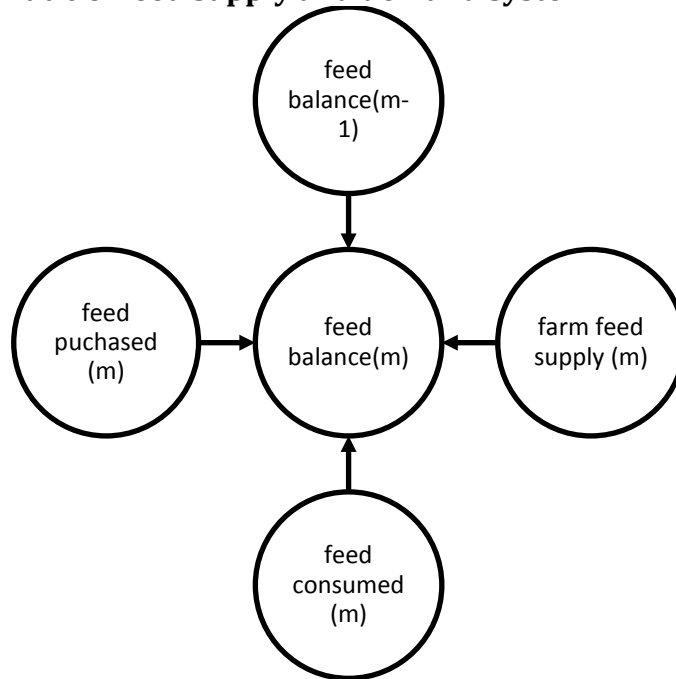 feed
balance(m-
1)
feed
puchased
(m)
feed
balance(m)
farm feed
supply (m)
feed
consumed
(m)